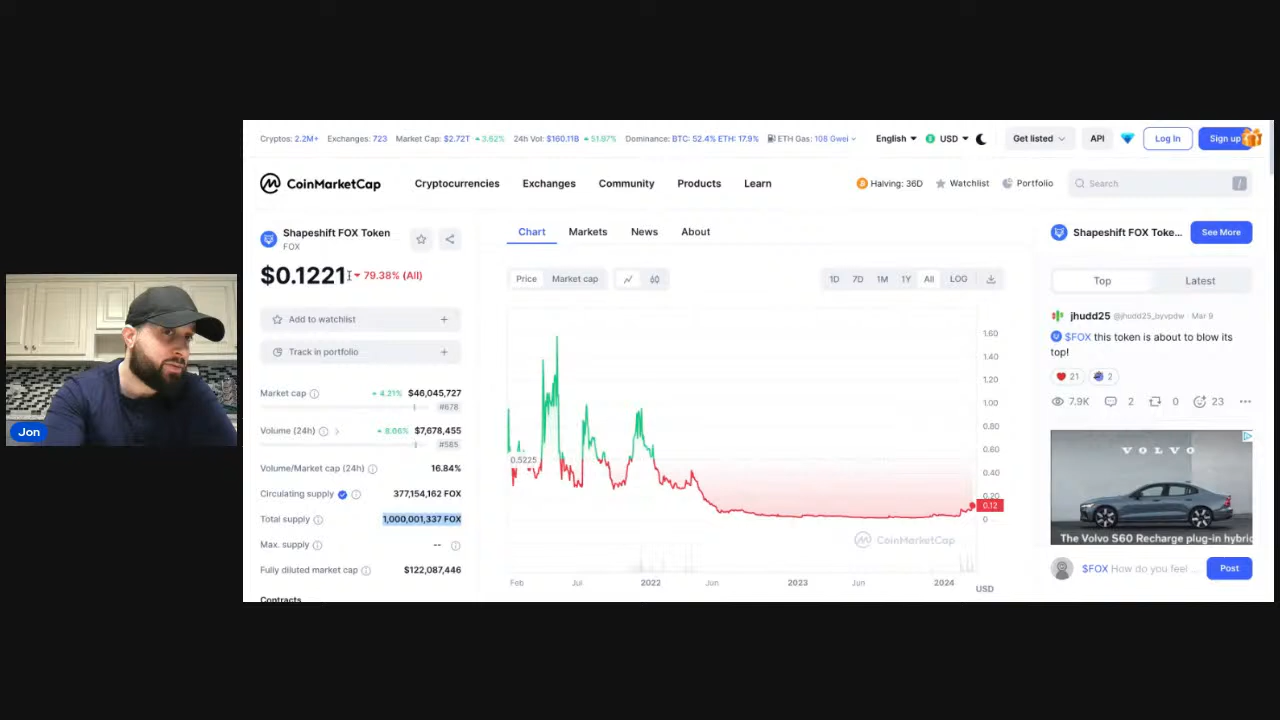 Cryptos: 2.2M+ Exchanges: 723 Market Cap: $2.72T 3.62% 24h Vol: $160.11B 51.87% Dominance: BTC: 52.4% ETH: 17.9% ETH Gas: 108 Gwei English USD Get listed API Log In Sign up
CoinMarketCap Cryptocurrencies Exchanges Community Products Learn Halving: 36D Watchlist Portfolio Search /
Shapeshift FOX Token
FOX
$0.1221 79.38% (All)
Add to watchlist +
Track in portfolio +
Market cap 4.21% $46,045,727
#678
Volume (24h) 8.06% $7,678,455
#585
Volume/Market cap (24h) 16.84%
Circulating supply 377,154,162 FOX
Total supply 1,000,001,337 FOX
Max. supply --
Fully diluted market cap $122,087,446
Contracts
Chart Markets News About
Price Market cap 1D 7D 1M 1Y All LOG
1.60
1.40
1.20
1.00
0.80
0.60
0.5225
0.40
0.20
0.12
0
CoinMarketCap
Feb Jul 2022 Jun 2023 Jun 2024
USD
Shapeshift FOX Toke... See More
Top Latest
jhudd25 @jhudd25_byvpdw · Mar 9
$FOX this token is about to blow its
top!
21 2
7.9K 2 0 23
VOLVO
The Volvo S60 Recharge plug-in hybric
$FOX How do you feel ... Post
Jon